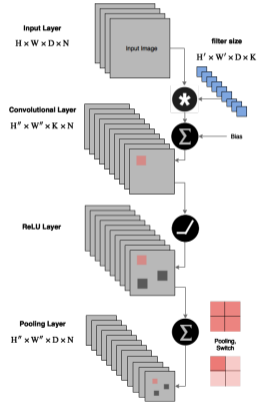 Input Layer
H × W × D × N
Input Image
filter size
H′ × W′ × D × K
*
Convolutional Layer
H″ × W″ × K × N
Σ
Bias
ReLU Layer
Pooling Layer
H″ × W″ × D × N
Σ
Pooling,
Switch